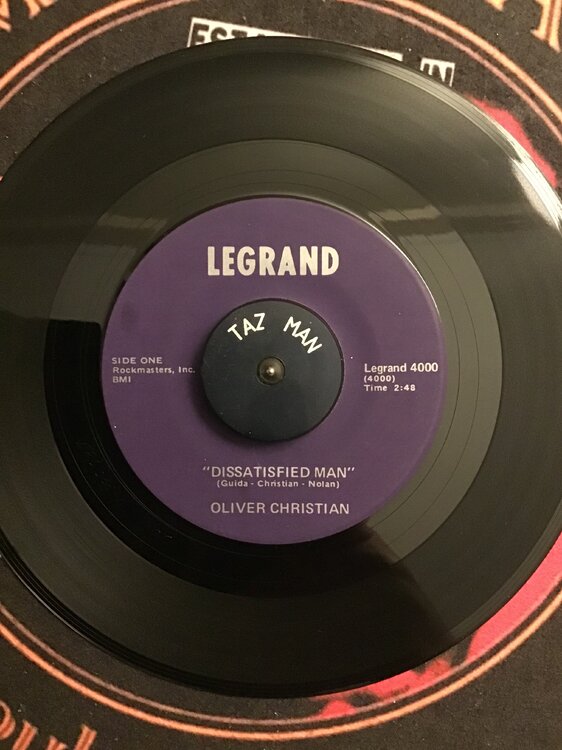 LEGRAND
TAZ MAN
SIDE ONE
Rockmasters, Inc.
BMI
Legrand 4000
(4000)
Time 2:48
"DISSATISFIED MAN"
(Guida - Christian - Nolan)
OLIVER CHRISTIAN